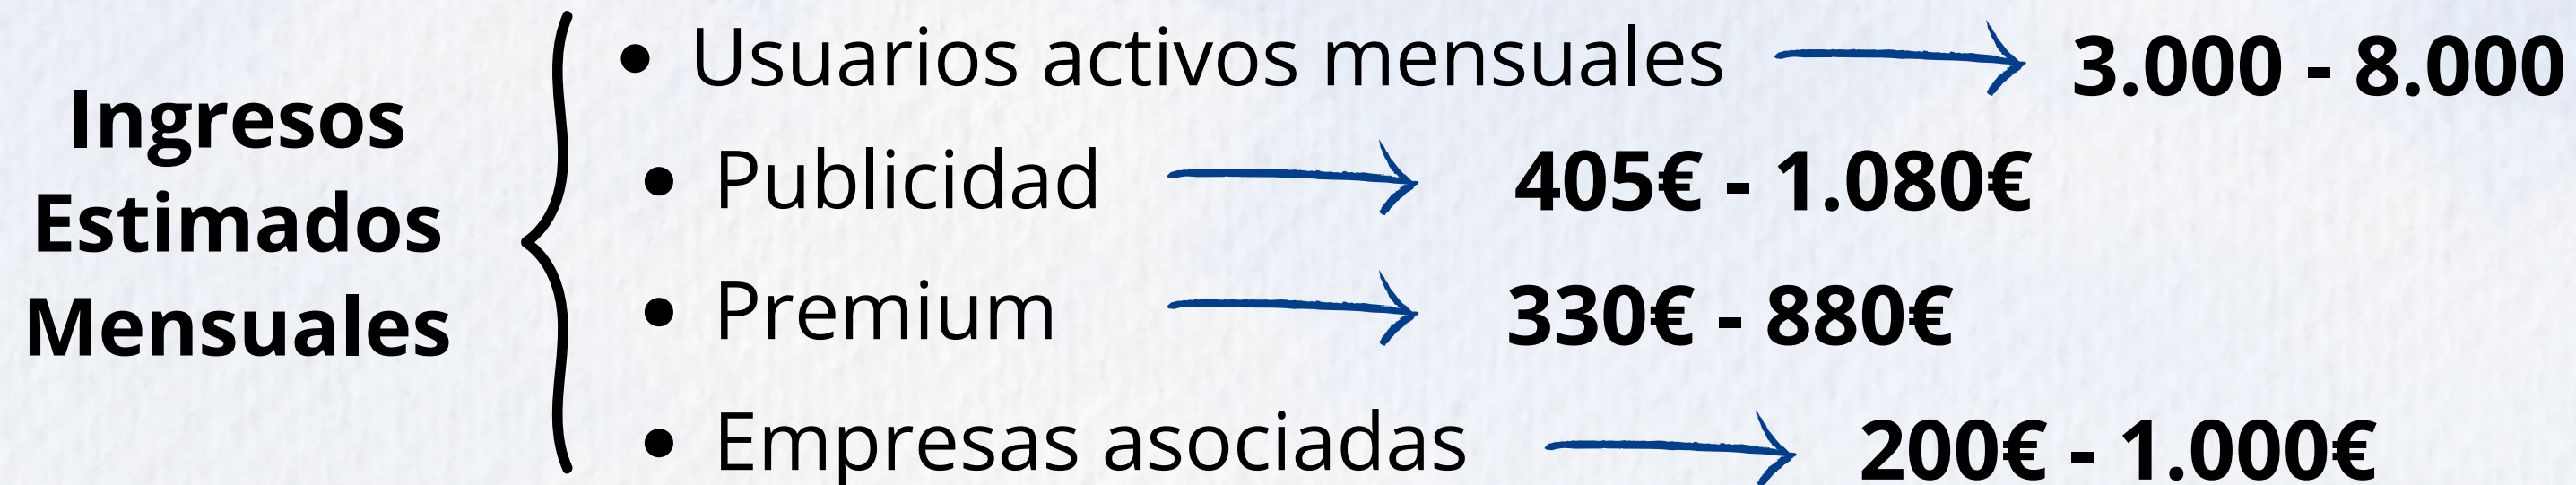 Ingresos
Estimados
Mensuales
• Usuarios activos mensuales → 3.000 - 8.000
• Publicidad → 405€ - 1.080€
• Premium → 330€ - 880€
• Empresas asociadas → 200€ - 1.000€